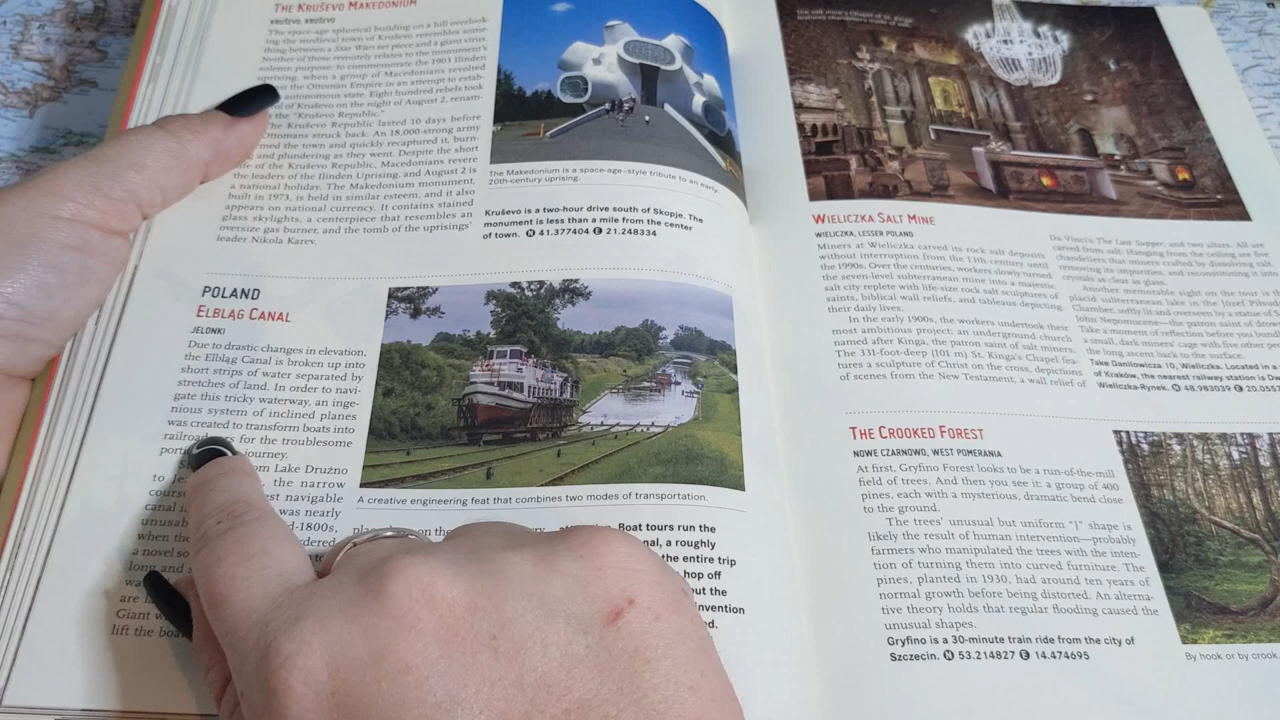 THE KRUŠEVO MAKEDONIUM
KRUŠEVO, KRUŠEVO
The space-age spherical building on a hill overlook-
ing the medieval town of Kruševo resembles some-
thing between a Star Wars set piece and a giant virus.
Neither of those remotely relates to the monument's
solemn purpose: to commemorate the 1903 Ilinden
uprising, when a group of Macedonians revolted
the Ottoman Empire in an attempt to estab-
autonomous state. Eight hundred rebels took
of Kruševo on the night of August 2, renam-
the "Kruševo Republic."
The Kruševo Republic lasted 10 days before
Ottomans struck back. An 18,000-strong army
the town and quickly recaptured it, burn-
and plundering as they went. Despite the short
of the Kruševo Republic, Macedonians revere
the leaders of the Ilinden Uprising, and August 2 is
a national holiday. The Makedonium monument,
built in 1973, is held in similar esteem, and it also
appears on national currency. It contains stained
glass skylights, a centerpiece that resembles an
oversize gas burner, and the tomb of the uprisings'
leader Nikola Karev.
The Makedonium is a space-age-style tribute to an early
20th-century uprising.
Kruševo is a two-hour drive south of Skopje. The
monument is less than a mile from the center
of town. N 41.377404 E 21.248334
POLAND
ELBLĄG CANAL
JELONKI
Due to drastic changes in elevation,
the Elbląg Canal is broken up into
short strips of water separated by
stretches of land. In order to navi-
gate this tricky waterway, an inge-
nious system of inclined planes
was created to transform boats into
for the troublesome
journey.
Lake Drużno
to the narrow
navigable
canal was nearly
when the
a novel so
long and
are
Giant
lift the
A creative engineering feat that combines two modes of transportation.
on the
Boat tours run the
a roughly
the entire trip
hop off
the
invention
The salt mine's Chapel of St. Kinga
features chandeliers made of salt.
WIELICZKA SALT MINE
WIELICZKA, LESSER POLAND
Miners at Wieliczka carved its rock salt deposits
without interruption from the 13th century until
the 1990s. Over the centuries, workers slowly turned
the seven-level subterranean mine into a majestic
salt city replete with life-size rock salt sculptures of
saints, biblical wall reliefs, and tableaux depicting
their daily lives.
In the early 1900s, the workers undertook their
most ambitious project: an underground church
named after Kinga, the patron saint of salt miners.
The 331-foot-deep (101 m) St. Kinga's Chapel fea-
tures a sculpture of Christ on the cross, depictions
of scenes from the New Testament, a wall relief of
Da Vinci's The Last Supper, and two altars. All are
carved from salt. Hanging from the ceiling are five
chandeliers that miners crafted by dissolving salt,
removing its impurities, and reconstituting it into
crystals as clear as glass.
Another memorable sight on the tour is the
placid subterranean lake in the Józef Piłsudski
Chamber, softly lit and overseen by a statue of
John Nepomucene—the patron saint of
Take a moment of reflection before you
a small, dark miners' cage with five other
the long ascent back to the surface.
Take Danilowicza 10, Wieliczka. Located in a
of Kraków, the nearest railway station is
Wieliczka-Rynek. N 48.983039 E 20.0557
THE CROOKED FOREST
NOWE CZARNOWO, WEST POMERANIA
At first, Gryfino Forest looks to be a run-of-the-mill
field of trees. And then you see it: a group of 400
pines, each with a mysterious, dramatic bend close
to the ground.
The trees' unusual but uniform "J" shape is
likely the result of human intervention—probably
farmers who manipulated the trees with the inten-
tion of turning them into curved furniture. The
pines, planted in 1930, had around ten years of
normal growth before being distorted. An alterna-
tive theory holds that regular flooding caused the
unusual shapes.
Gryfino is a 30-minute train ride from the city of
Szczecin. N 53.214827 E 14.474695
By hook or by crook